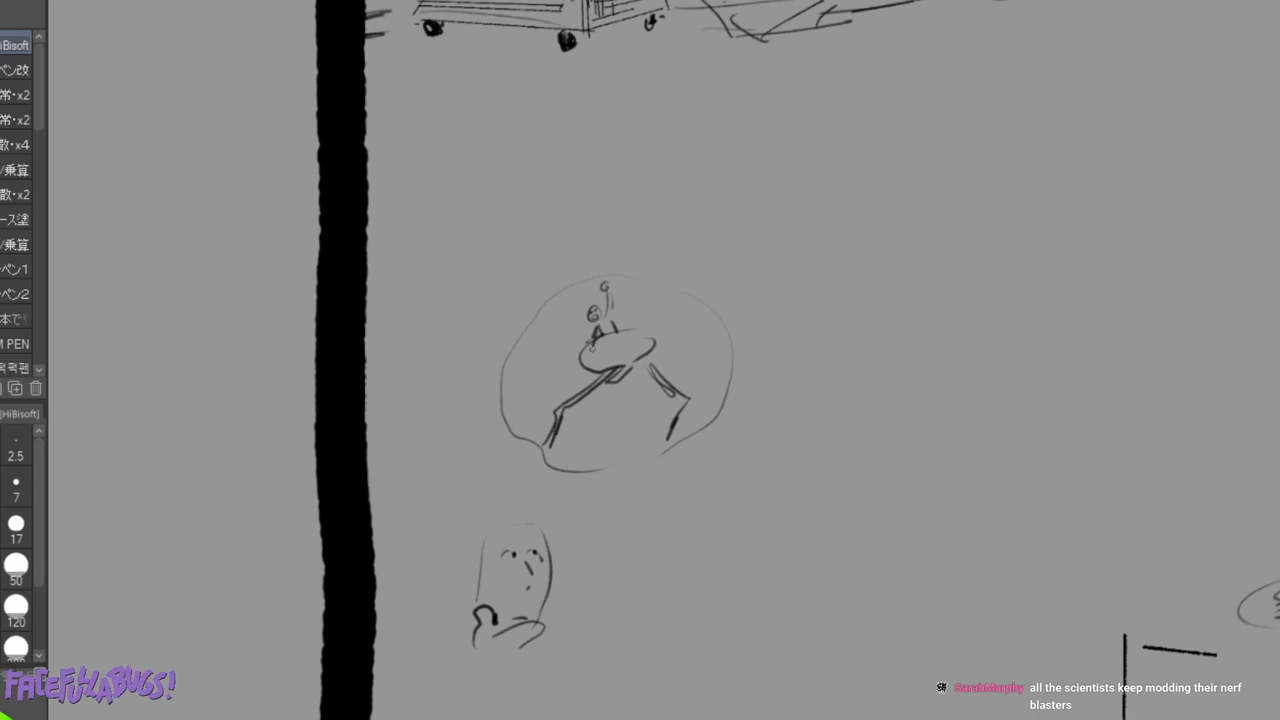 HiBisoft
ペン改
常・x2
常・x2
散・x4
/乗算
散・x2
ース塗
/乗算
ペン1
ペン2
本で
M PEN
[HiBisoft]
2.5
7
17
50
120
FACEFULLABUGS!
SarahMurphy all the scientists keep modding their nerf
blasters